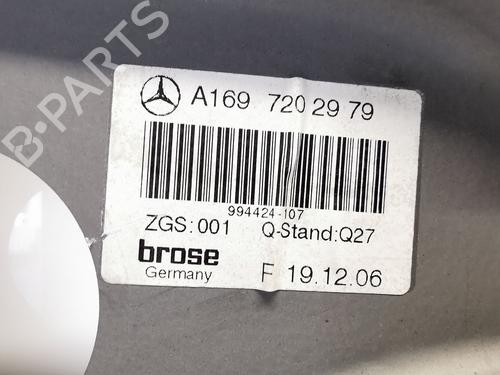 B-PARTS
A169 720 29 79
994424-107
ZGS:001 Q-Stand:Q27
brose
Germany F 19.12.06